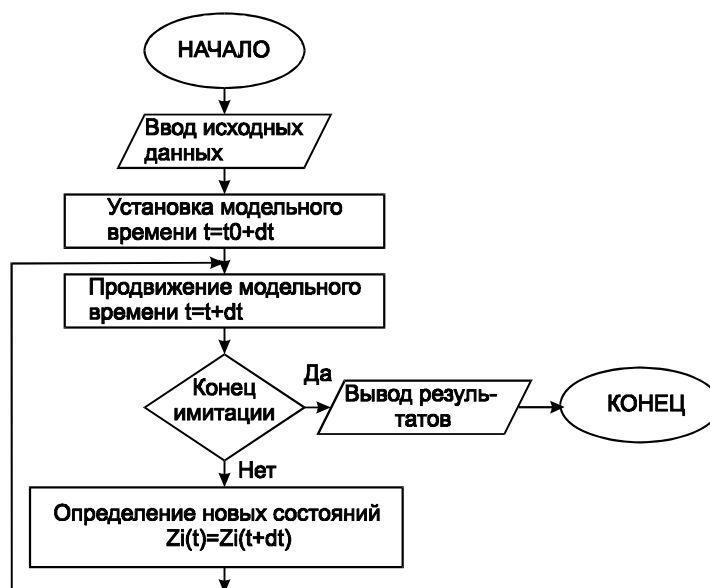 НАЧАЛО
Ввод исходных
данных
Установка модельного
времени t=t0+dt
Продвижение модельного
времени t=t+dt
Конец
имитации
Да
Вывод резуль-
татов
КОНЕЦ
Нет
Определение новых состояний
Zi(t)=Zi(t+dt)